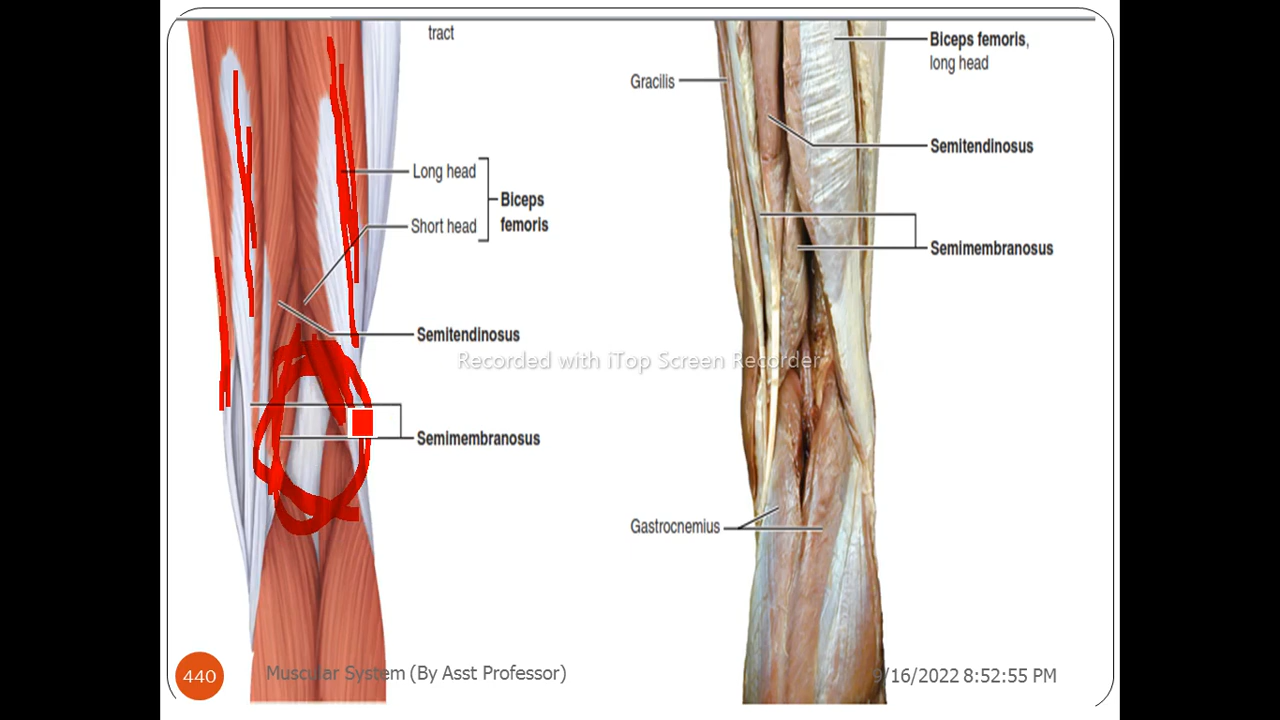 tract
Long head
Short head
Biceps
femoris
Semitendinosus
Semimembranosus
Gracilis
Biceps femoris,
long head
Semitendinosus
Semimembranosus
Gastrocnemius
Recorded with iTop Screen Recorder
440
Muscular System (By Asst Professor)
9/16/2022 8:52:55 PM